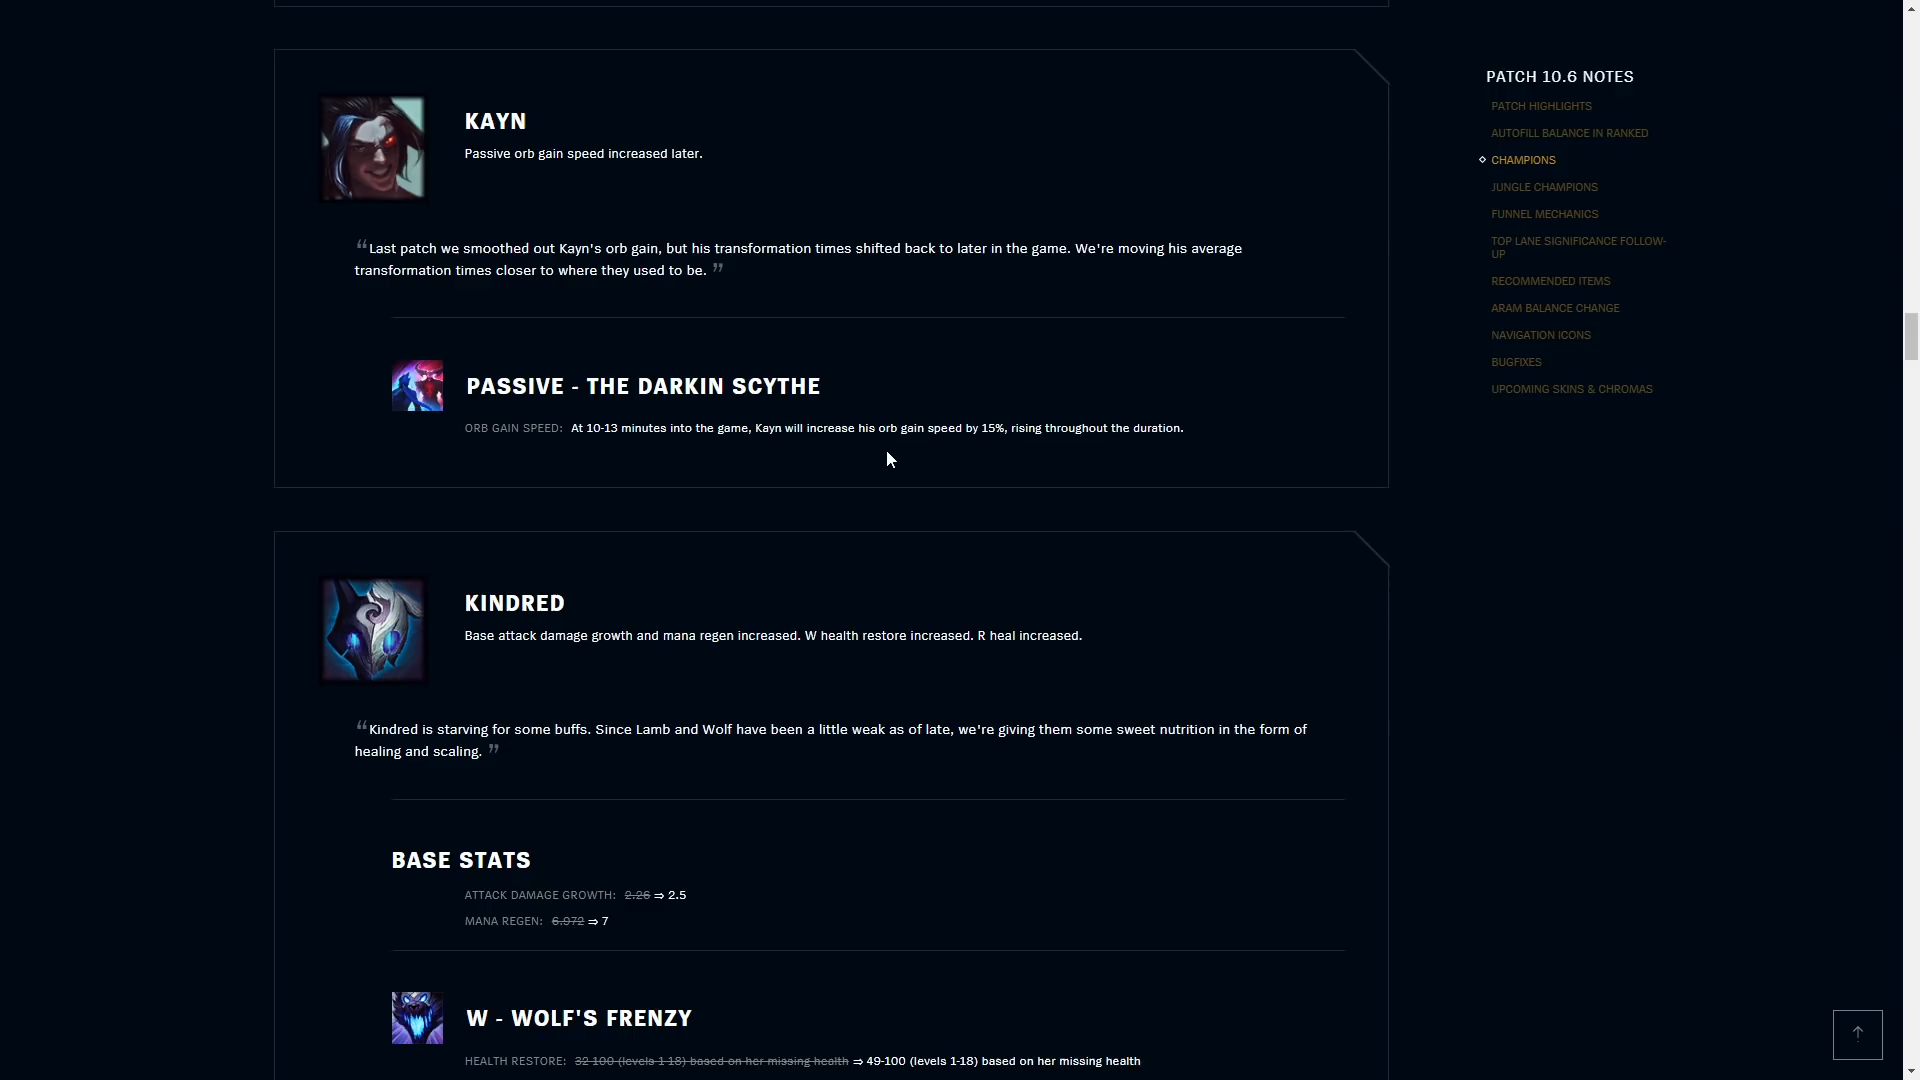 KAYN
Passive orb gain speed increased later.
“Last patch we smoothed out Kayn's orb gain, but his transformation times shifted back to later in the game. We're moving his average
transformation times closer to where they used to be. ”
PASSIVE - THE DARKIN SCYTHE
ORB GAIN SPEED: At 10-13 minutes into the game, Kayn will increase his orb gain speed by 15%, rising throughout the duration.
KINDRED
Base attack damage growth and mana regen increased. W health restore increased. R heal increased.
“Kindred is starving for some buffs. Since Lamb and Wolf have been a little weak as of late, we're giving them some sweet nutrition in the form of
healing and scaling. ”
BASE STATS
ATTACK DAMAGE GROWTH: 2.26 ⇒ 2.5
MANA REGEN: 6.972 ⇒ 7
W - WOLF'S FRENZY
HEALTH RESTORE: 32-100 (levels 1-18) based on her missing health ⇒ 49-100 (levels 1-18) based on her missing health
PATCH 10.6 NOTES
PATCH HIGHLIGHTS
AUTOFILL BALANCE IN RANKED
CHAMPIONS
JUNGLE CHAMPIONS
FUNNEL MECHANICS
TOP LANE SIGNIFICANCE FOLLOW-
UP
RECOMMENDED ITEMS
ARAM BALANCE CHANGE
NAVIGATION ICONS
BUGFIXES
UPCOMING SKINS & CHROMAS